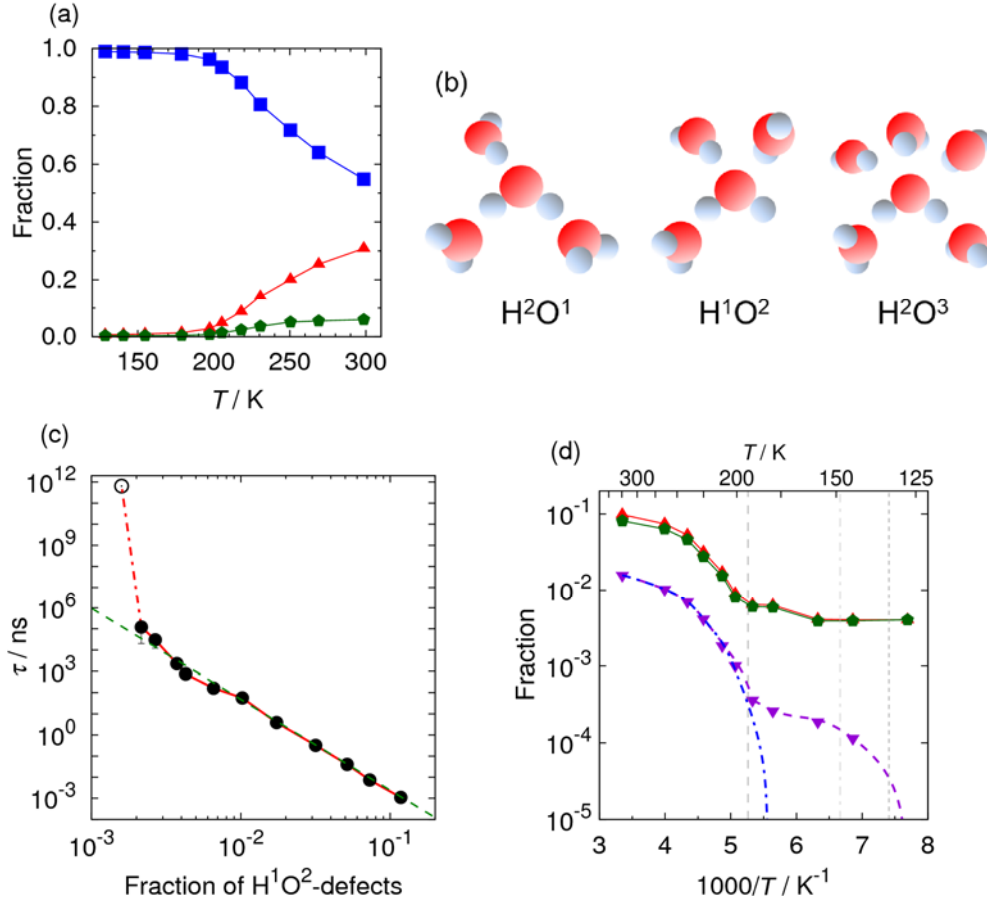 (a)
1.0
0.8
0.6
0.4
0.2
0.0
Fraction
150 200 250 300
T / K
(b)
H²O¹ H¹O² H²O³
(c)
10¹²
10⁹
10⁶
10³
10⁰
10⁻³
τ / ns
10⁻³ 10⁻² 10⁻¹
Fraction of H¹O²-defects
(d)
T / K
300 200 150 125
10⁻¹
10⁻²
10⁻³
10⁻⁴
10⁻⁵
Fraction
3 4 5 6 7 8
1000/T / K⁻¹